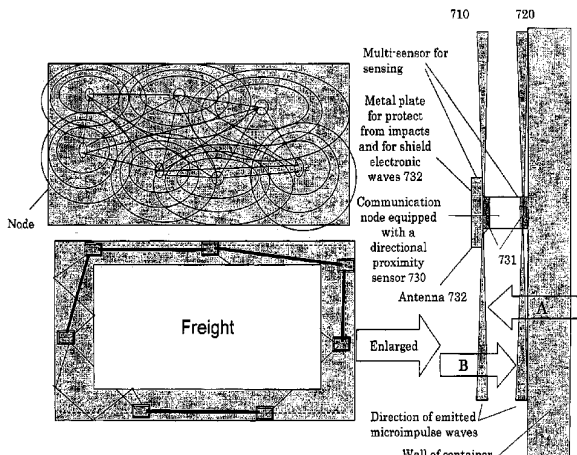 710
720
Multi-sensor for
sensing
Metal plate
for protect
from impacts
and for shield
electronic
waves 732
Communication
node equipped
with a
directional
proximity
sensor 730
731
Antenna 732
Node
Freight
Enlarged
A
B
Direction of emitted
microimpulse waves
Wall of container